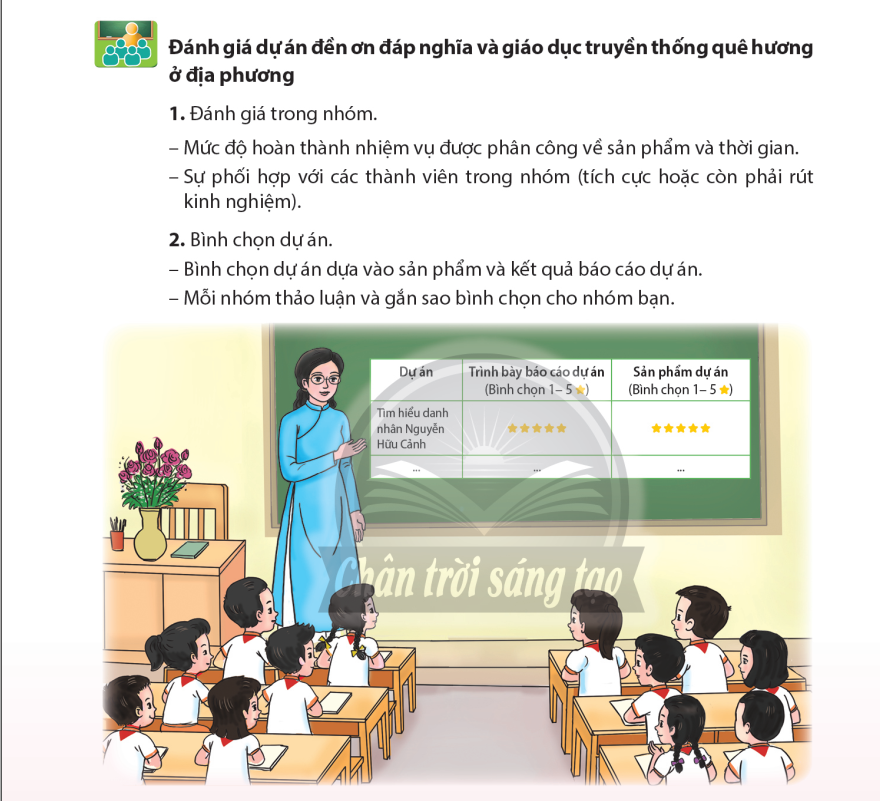 Đánh giá dự án đền ơn đáp nghĩa và giáo dục truyền thống quê hương
ở địa phương
1. Đánh giá trong nhóm.
– Mức độ hoàn thành nhiệm vụ được phân công về sản phẩm và thời gian.
– Sự phối hợp với các thành viên trong nhóm (tích cực hoặc còn phải rút
kinh nghiệm).
2. Bình chọn dự án.
– Bình chọn dự án dựa vào sản phẩm và kết quả báo cáo dự án.
– Mỗi nhóm thảo luận và gắn sao bình chọn cho nhóm bạn.
Dự án
Trình bày báo cáo dự án
(Bình chọn 1– 5 ★)
Sản phẩm dự án
(Bình chọn 1– 5 ★)
Tìm hiểu danh
nhân Nguyễn
Hữu Cảnh
★★★★★
★★★★★
...
...
...
Chân trời sáng tạo